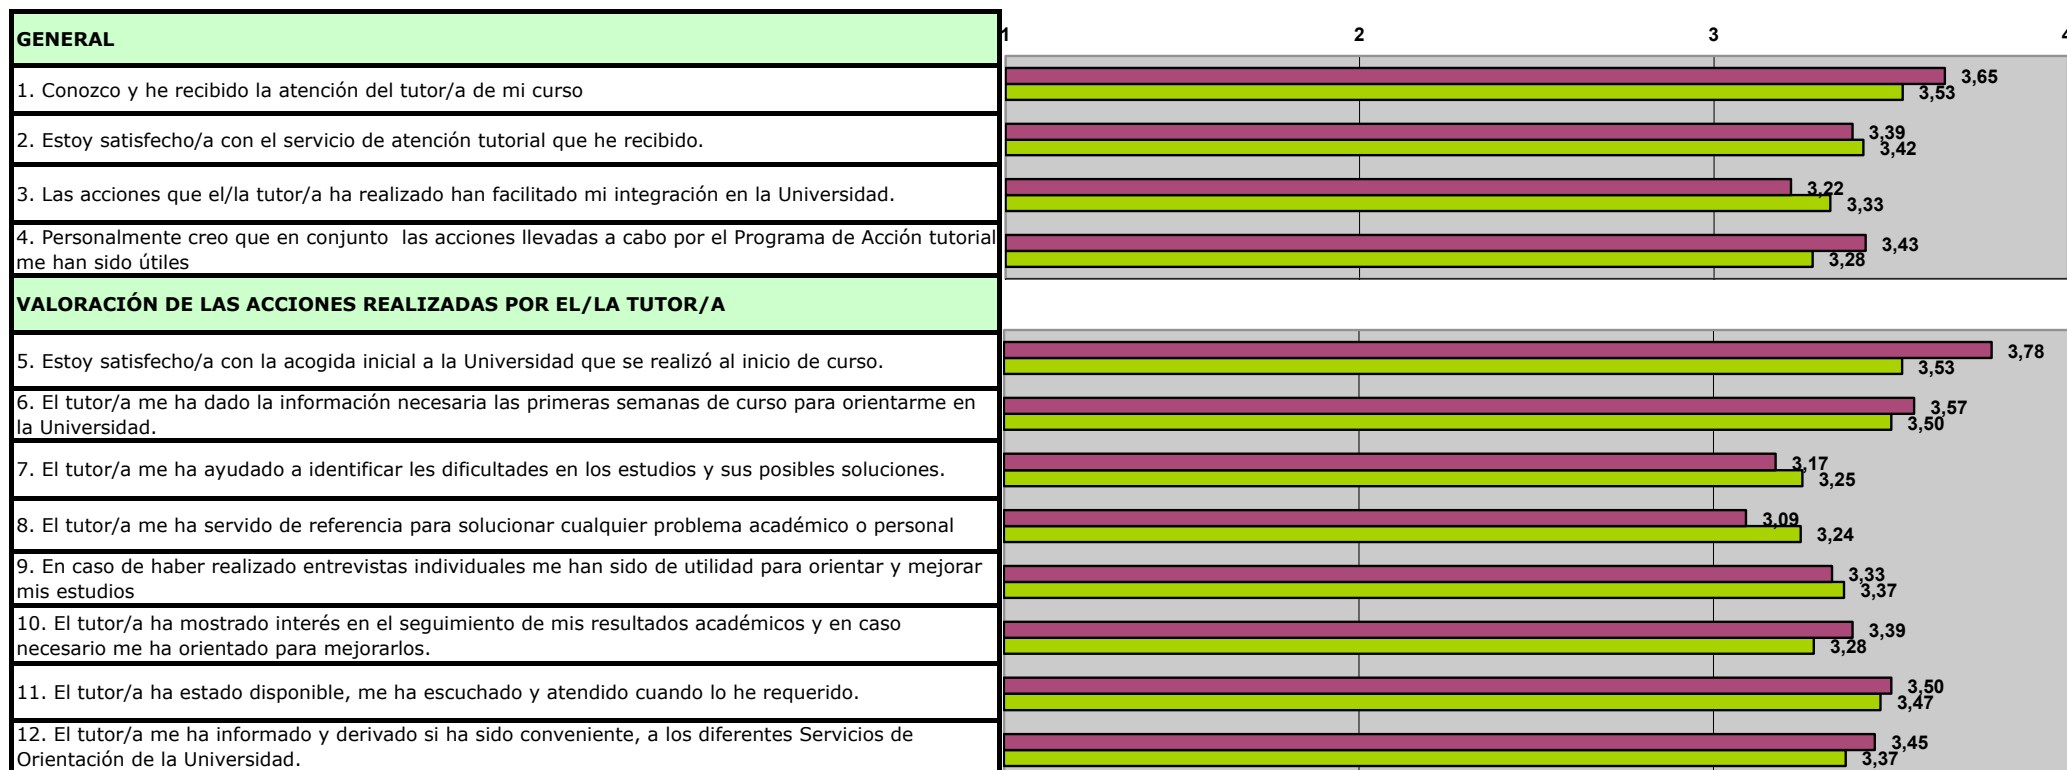 GENERAL
1
2
3
4
1. Conozco y he recibido la atención del tutor/a de mi curso
3,65
3,53
2. Estoy satisfecho/a con el servicio de atención tutorial que he recibido.
3,39
3,42
3. Las acciones que el/la tutor/a ha realizado han facilitado mi integración en la Universidad.
3,22
3,33
4. Personalmente creo que en conjunto  las acciones llevadas a cabo por el Programa de Acción tutorial
me han sido útiles
3,43
3,28
VALORACIÓN DE LAS ACCIONES REALIZADAS POR EL/LA TUTOR/A
5. Estoy satisfecho/a con la acogida inicial a la Universidad que se realizó al inicio de curso.
3,78
3,53
6. El tutor/a me ha dado la información necesaria las primeras semanas de curso para orientarme en
la Universidad.
3,57
3,50
7. El tutor/a me ha ayudado a identificar les dificultades en los estudios y sus posibles soluciones.
3,17
3,25
8. El tutor/a me ha servido de referencia para solucionar cualquier problema académico o personal
3,09
3,24
9. En caso de haber realizado entrevistas individuales me han sido de utilidad para orientar y mejorar
mis estudios
3,33
3,37
10. El tutor/a ha mostrado interés en el seguimiento de mis resultados académicos y en caso
necesario me ha orientado para mejorarlos.
3,39
3,28
11. El tutor/a ha estado disponible, me ha escuchado y atendido cuando lo he requerido.
3,50
3,47
12. El tutor/a me ha informado y derivado si ha sido conveniente, a los diferentes Servicios de
Orientación de la Universidad.
3,45
3,37